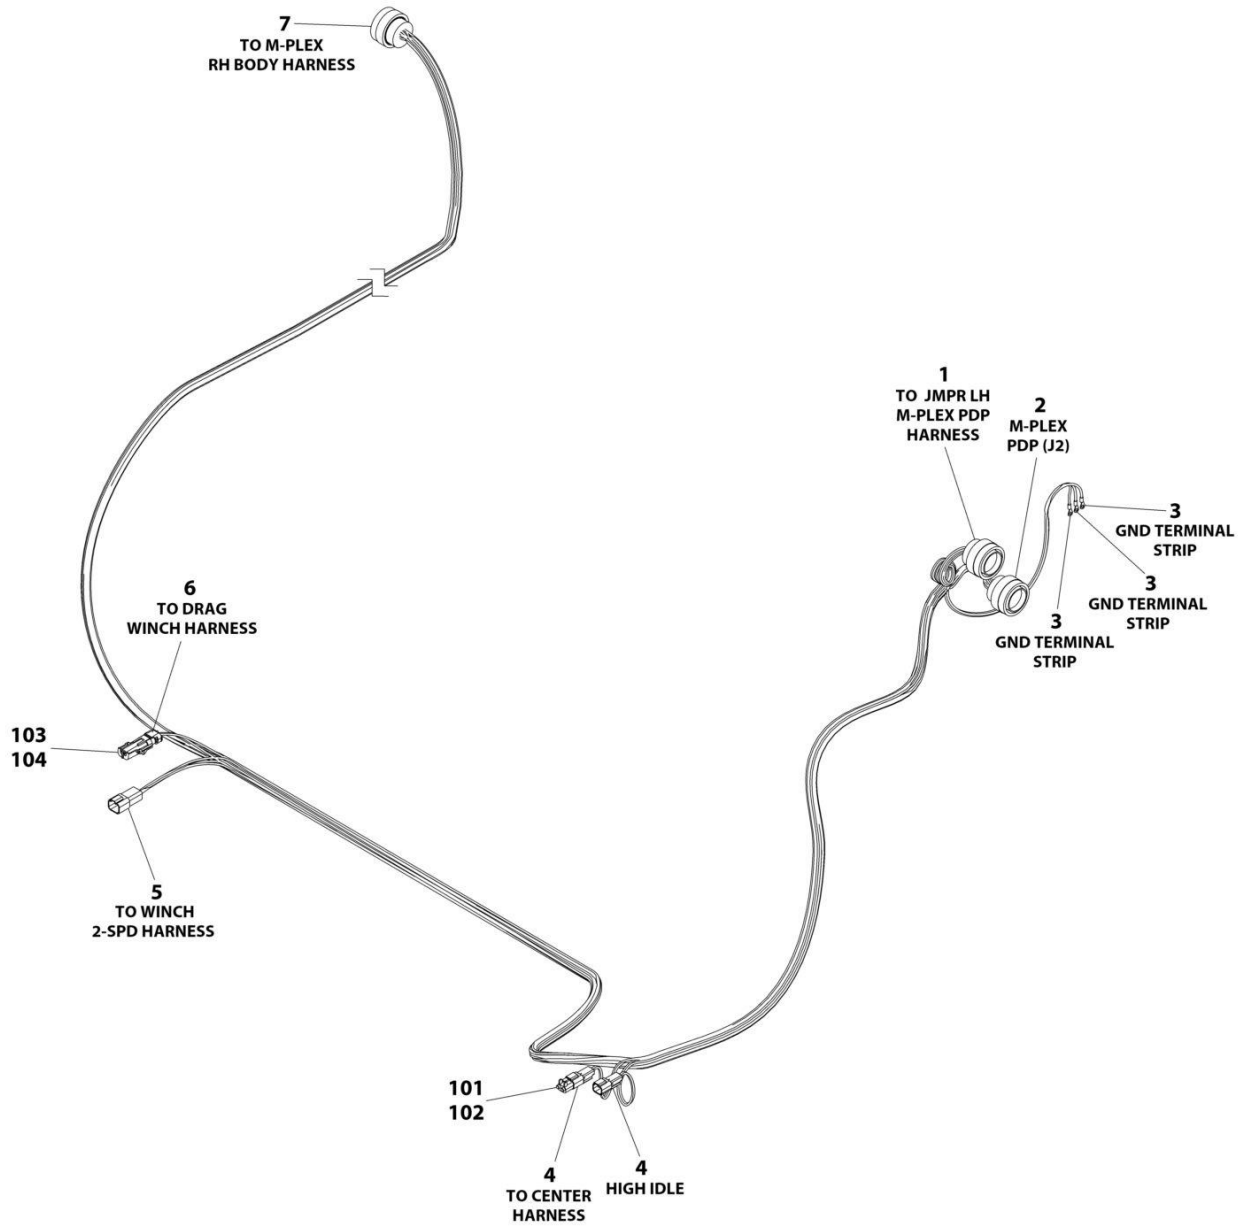 7
TO M-PLEX
RH BODY HARNESS
1
TO JMPR LH
M-PLEX PDP
HARNESS
2
M-PLEX
PDP (J2)
3
GND TERMINAL
STRIP
3
GND TERMINAL
STRIP
3
GND TERMINAL
STRIP
6
TO DRAG
WINCH HARNESS
103
104
5
TO WINCH
2-SPD HARNESS
101
102
4
TO CENTER
HARNESS
4
HIGH IDLE